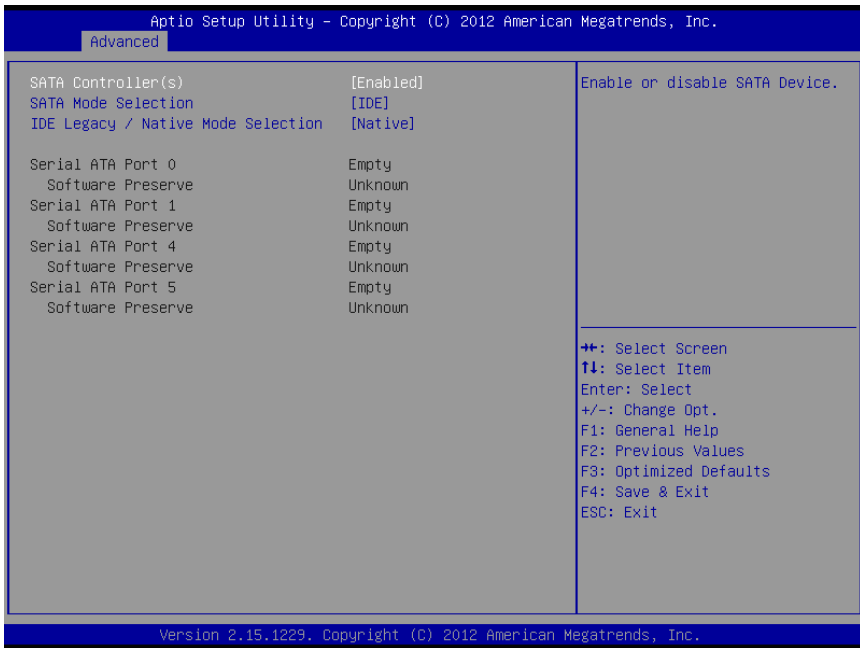 Aptio Setup Utility – Copyright (C) 2012 American Megatrends, Inc.
Advanced
SATA Controller(s) [Enabled]
SATA Mode Selection [IDE]
IDE Legacy / Native Mode Selection [Native]
Serial ATA Port 0 Empty
Software Preserve Unknown
Serial ATA Port 1 Empty
Software Preserve Unknown
Serial ATA Port 4 Empty
Software Preserve Unknown
Serial ATA Port 5 Empty
Software Preserve Unknown
Enable or disable SATA Device.
→←: Select Screen
↑↓: Select Item
Enter: Select
+/-: Change Opt.
F1: General Help
F2: Previous Values
F3: Optimized Defaults
F4: Save & Exit
ESC: Exit
Version 2.15.1229. Copyright (C) 2012 American Megatrends, Inc.